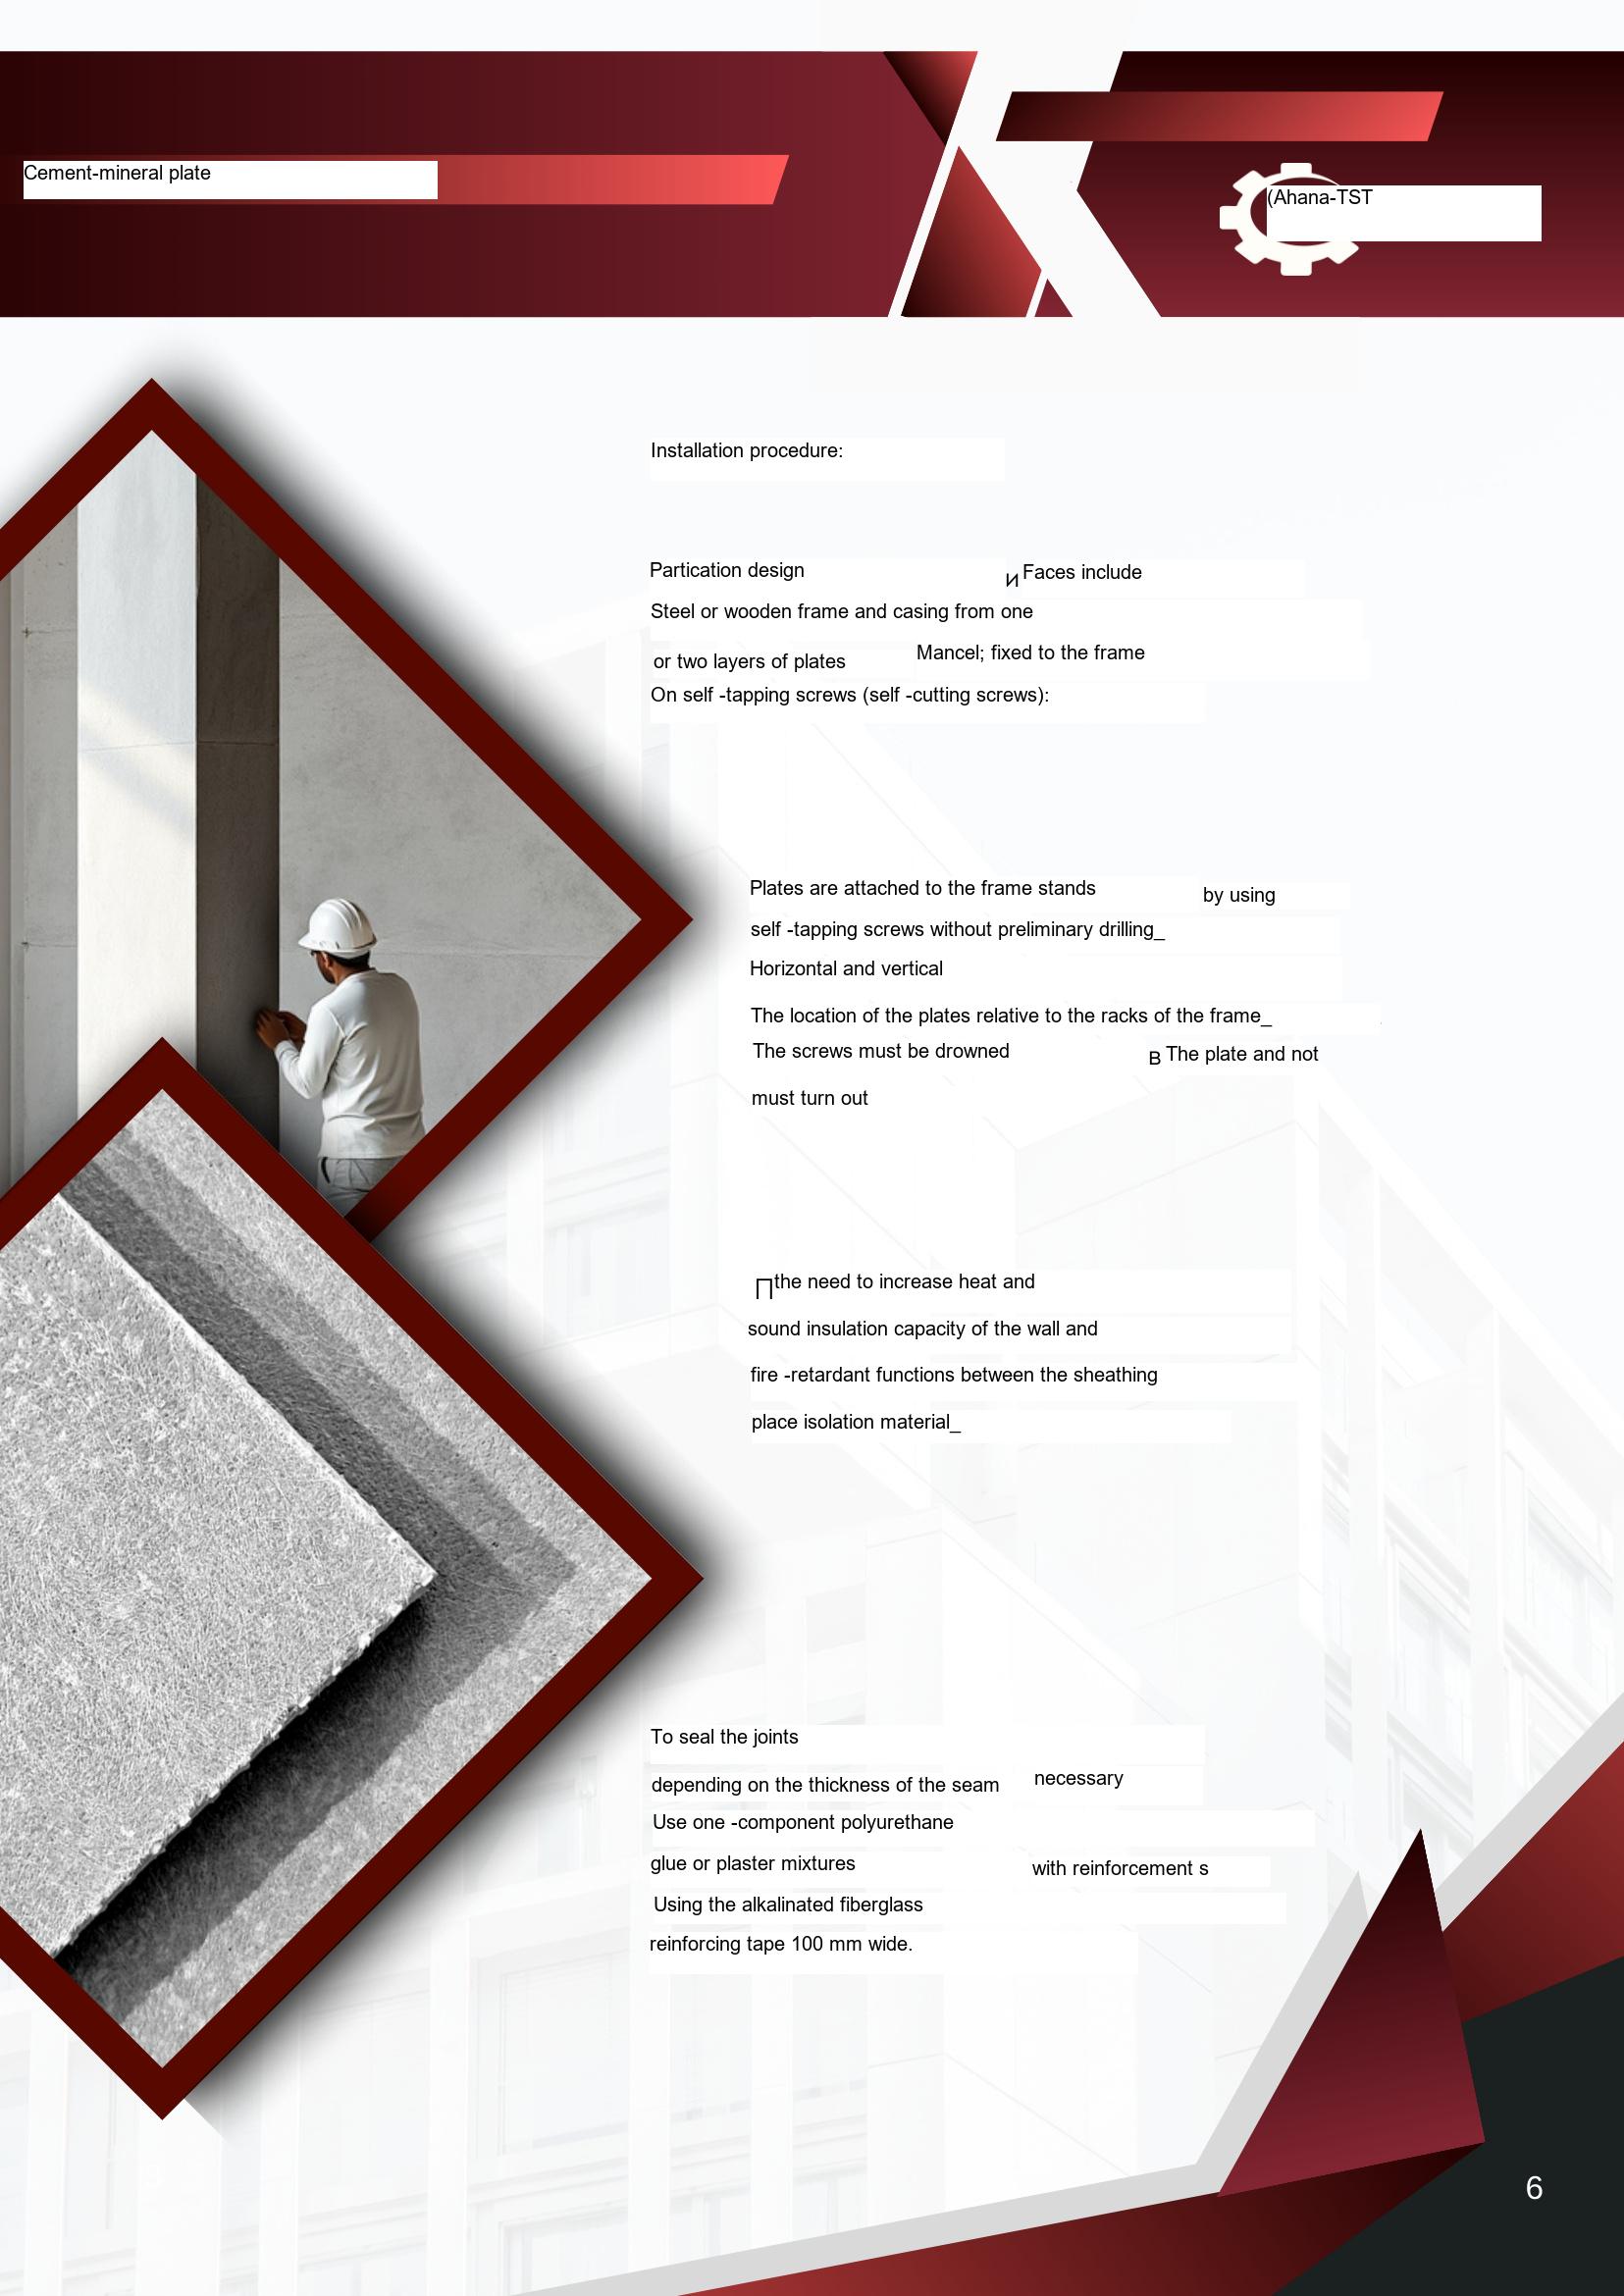 Cement-mineral plate
(Ahana-TST
Installation procedure:
Partication design И Faces include
Steel or wooden frame and casing from one
or two layers of plates Mancel; fixed to the frame
On self -tapping screws (self -cutting screws):
Plates are attached to the frame stands by using
self -tapping screws without preliminary drilling_
Horizontal and vertical
The location of the plates relative to the racks of the frame_
The screws must be drowned В The plate and not
must turn out
П the need to increase heat and
sound insulation capacity of the wall and
fire -retardant functions between the sheathing
place isolation material_
To seal the joints
depending on the thickness of the seam necessary
Use one -component polyurethane
glue or plaster mixtures with reinforcement s
Using the alkalinated fiberglass
reinforcing tape 100 mm wide.
6